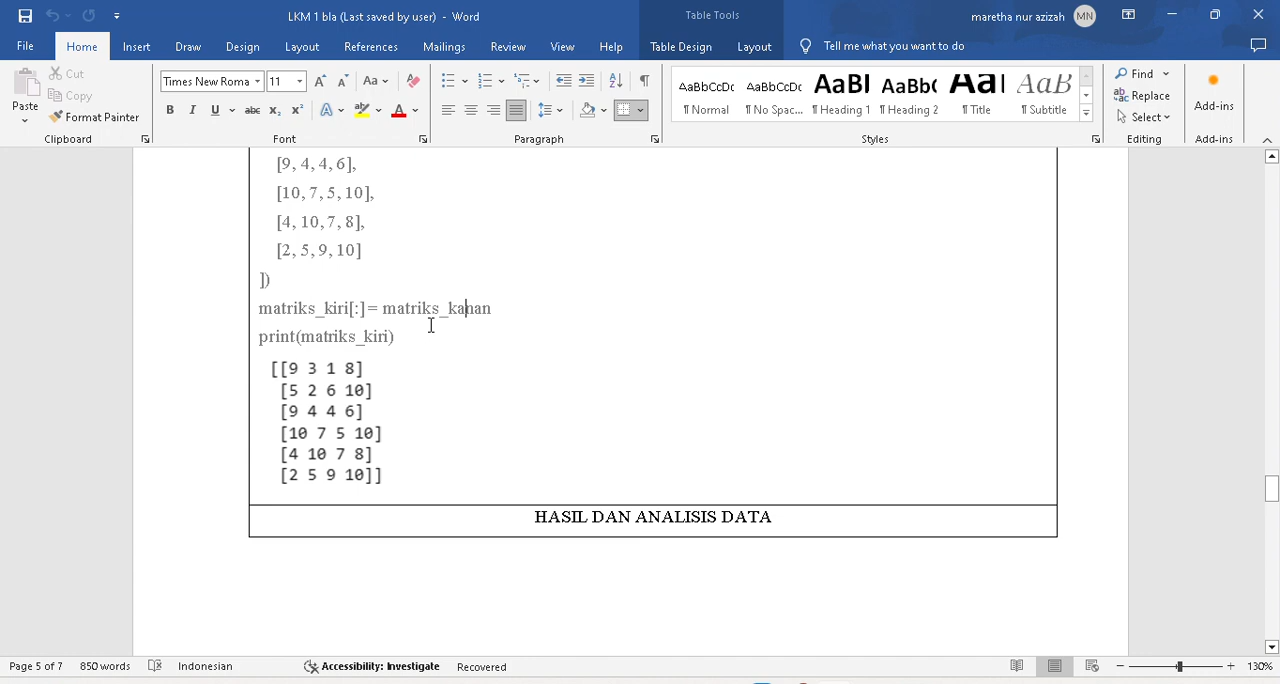 LKM 1 bla (Last saved by user) - Word
Table Tools
maretha nur azizah
MN
File Home Insert Draw Design Layout References Mailings Review View Help Table Design Layout Tell me what you want to do
Paste
Cut
Copy
Format Painter
Clipboard
Times New Roma 11
B I U abc x₂ x²
Font
Paragraph
AaBbCcDc AaBbCcDc AaBl AaBb( AaI AaB
¶ Normal ¶ No Spac... ¶ Heading 1 ¶ Heading 2 ¶ Title ¶ Subtitle
Styles
Find
Replace
Select
Editing
Add-ins
Add-ins
[9, 4, 4, 6],
[10, 7, 5, 10],
[4, 10, 7, 8],
[2, 5, 9, 10]
])
matriks_kiri[:] = matriks_kanan
print(matriks_kiri)
[[9 3 1 8]
[5 2 6 10]
[9 4 4 6]
[10 7 5 10]
[4 10 7 8]
[2 5 9 10]]
HASIL DAN ANALISIS DATA
Page 5 of 7 850 words Indonesian Accessibility: Investigate Recovered 130%